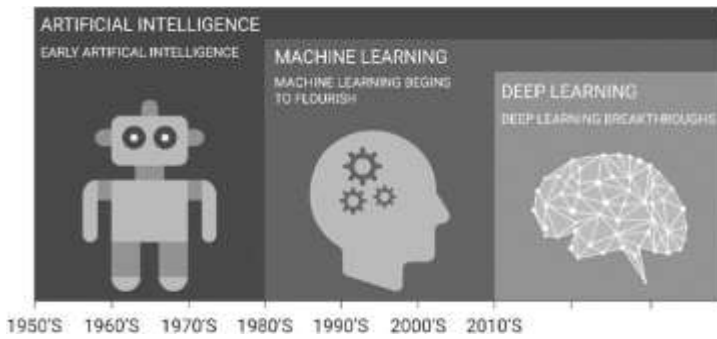 ARTIFICIAL INTELLIGENCE
EARLY ARTIFICAL INTELLIGENCE
MACHINE LEARNING
MACHINE LEARNING BEGINS
TO FLOURISH
DEEP LEARNING
DEEP LEARNING BREAKTHROUGHS
1950'S 1960'S 1970'S 1980'S 1990'S 2000'S 2010'S